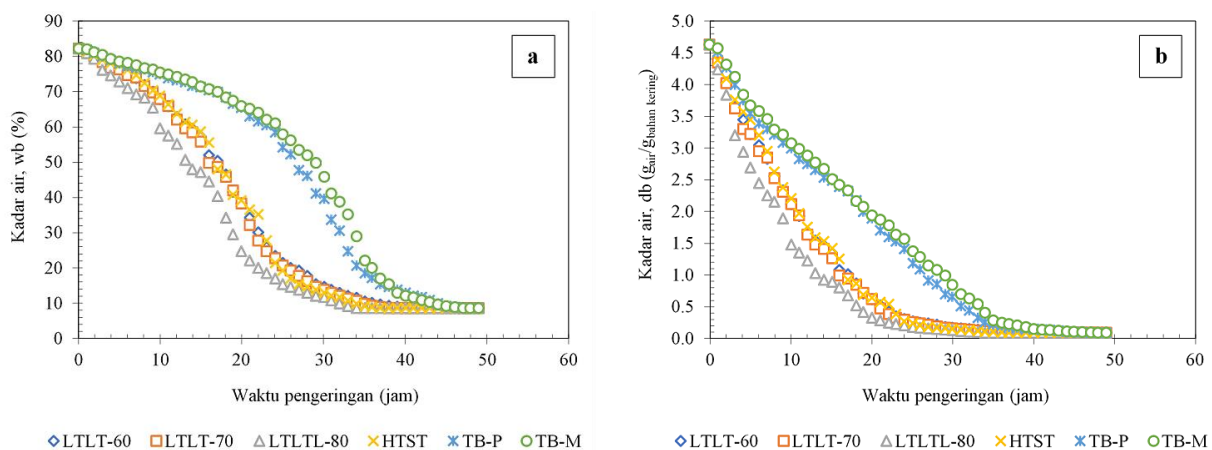 a
Kadar air, wb (%)
90
80
70
60
50
40
30
20
10
0
0 10 20 30 40 50 60
Waktu pengeringan (jam)
LTLT-60 LTLT-70 LTLTL-80 HTST TB-P TB-M
b
Kadar air, db (gair/gbahan kering)
5.0
4.5
4.0
3.5
3.0
2.5
2.0
1.5
1.0
0.5
0.0
0 10 20 30 40 50 60
Waktu pengeringan (jam)
LTLT-60 LTLT-70 LTLTL-80 HTST TB-P TB-M